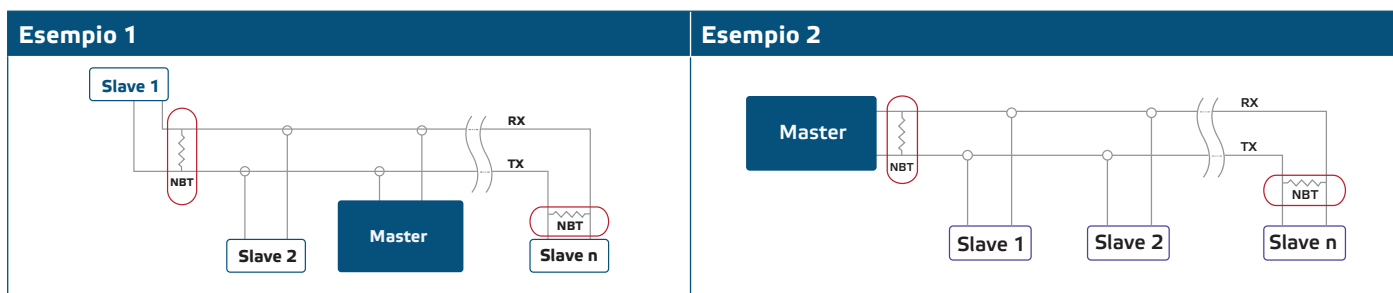 Esempio 1
Slave 1
RX
TX
NBT
NBT
Master
Slave 2
Slave n
Esempio 2
RX
Master
TX
NBT
NBT
Slave 1
Slave 2
Slave n